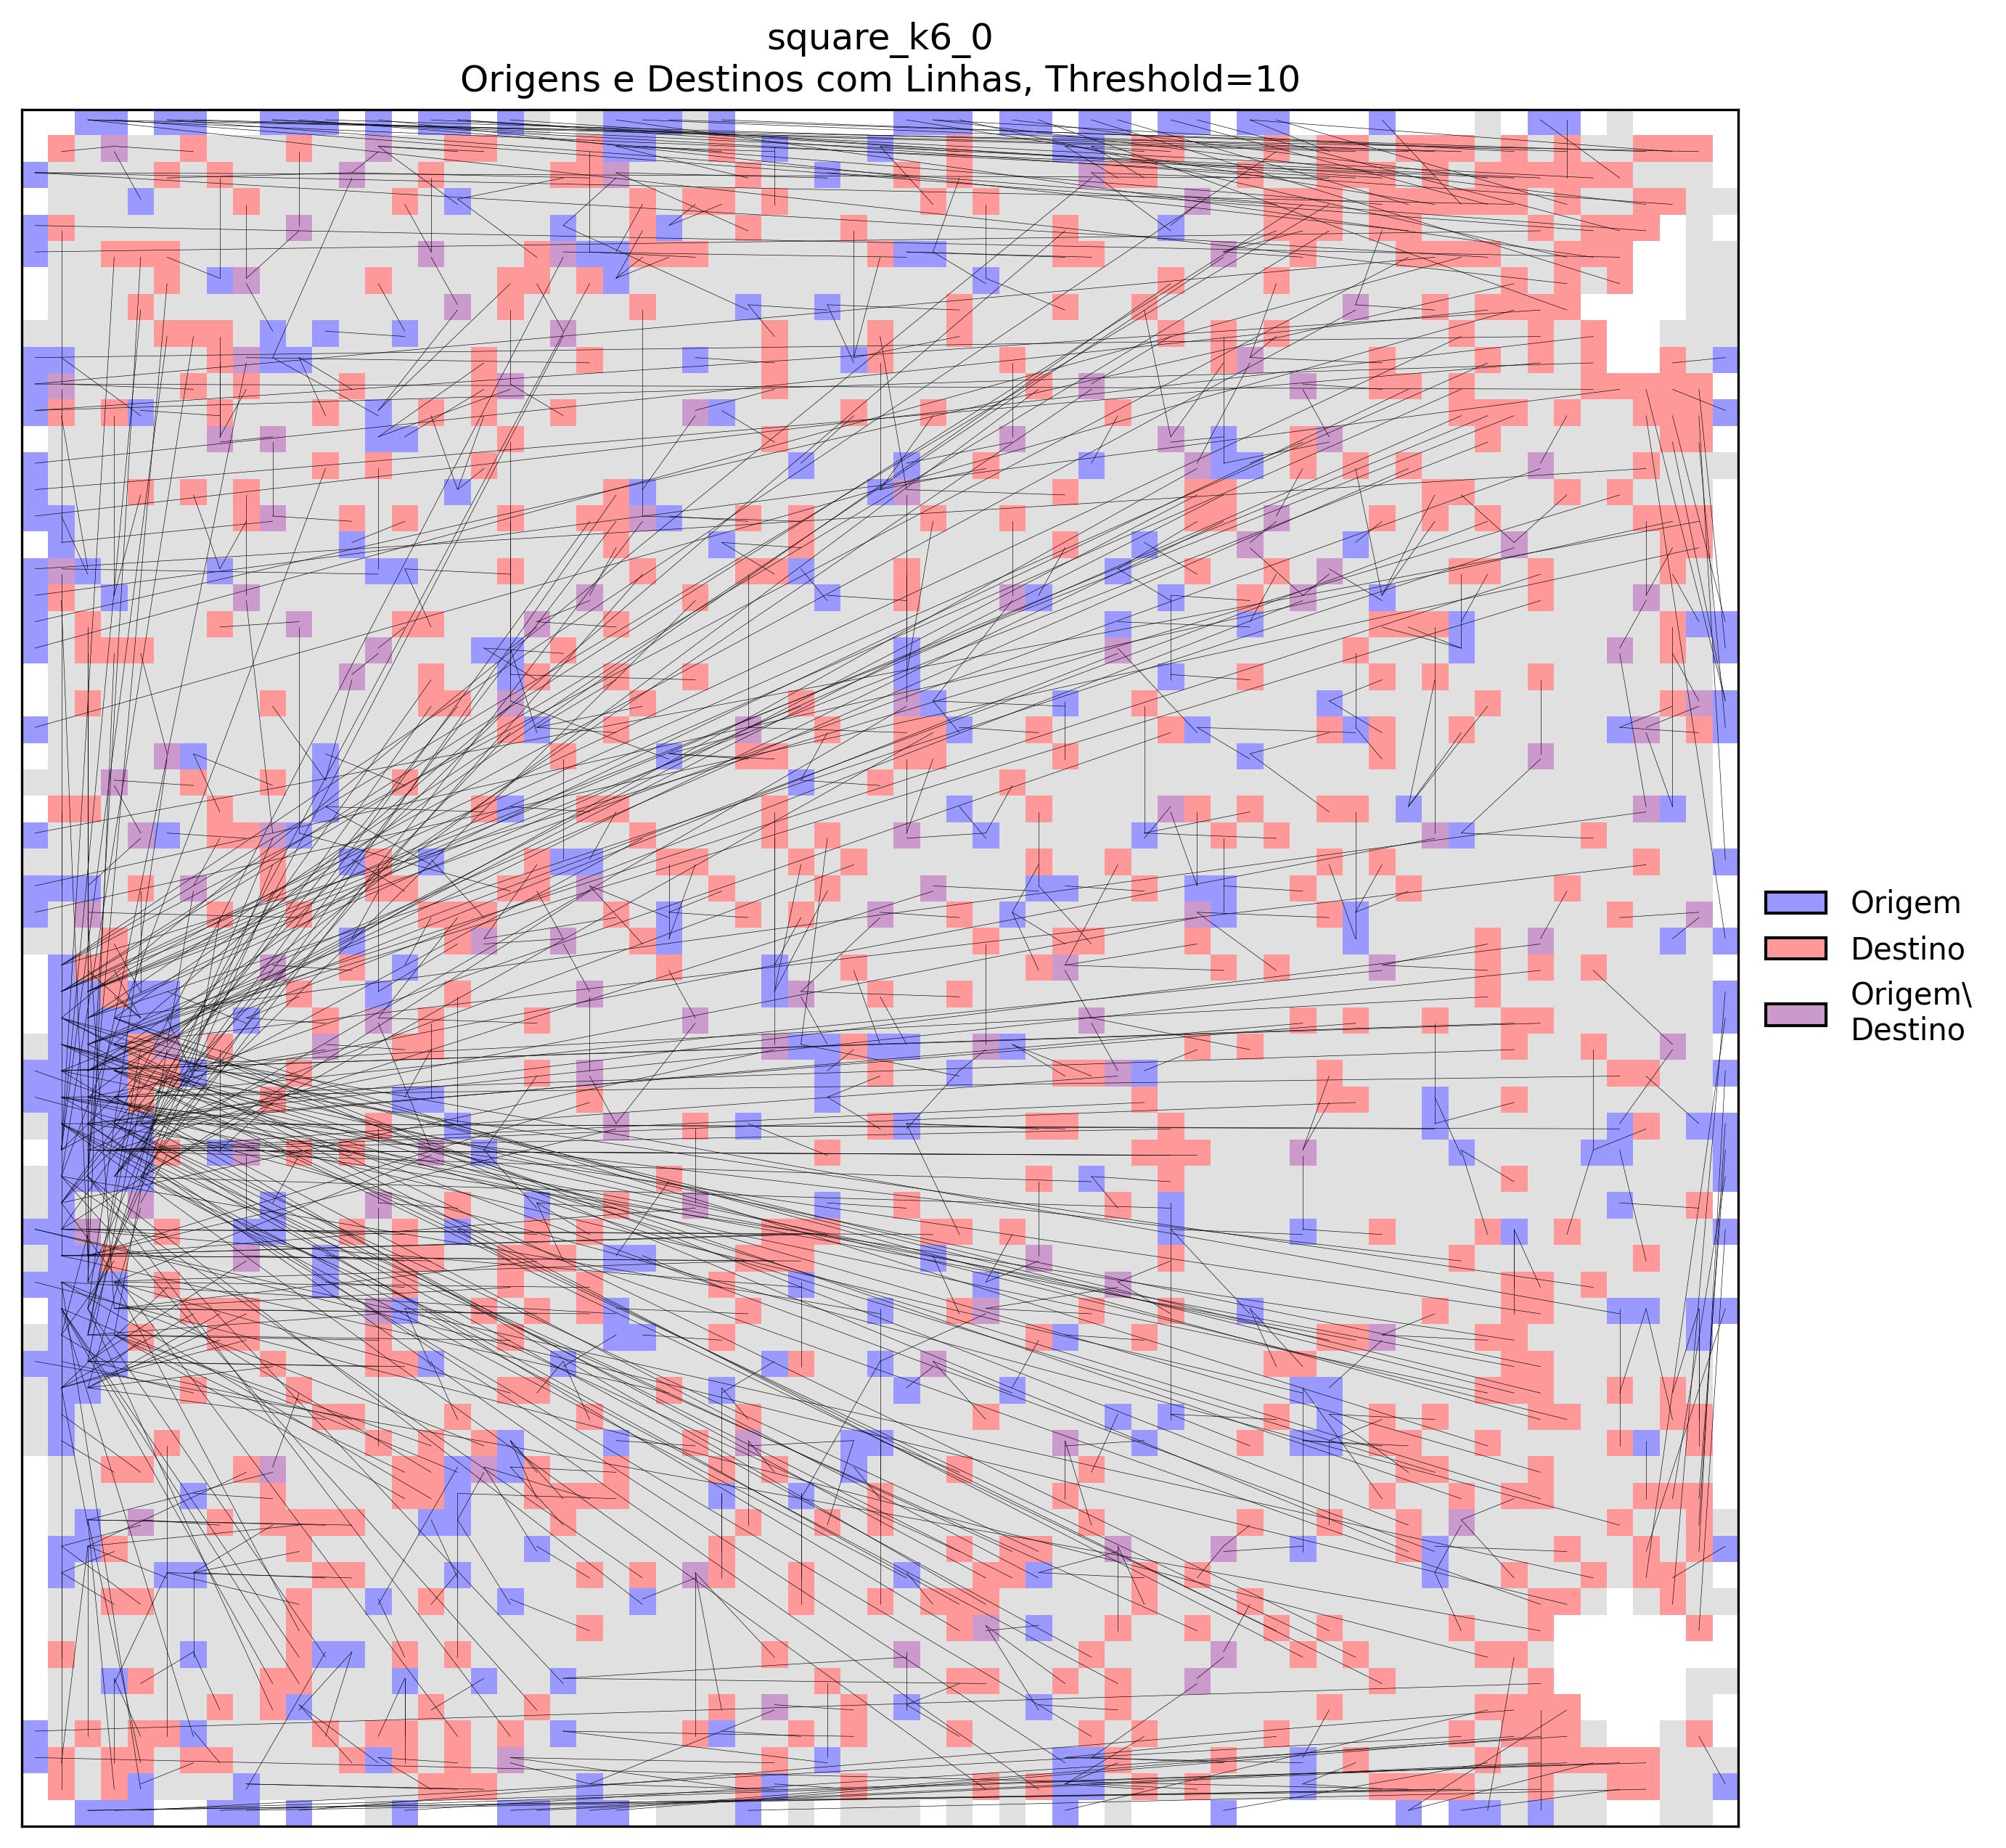 square_k6_0
Origens e Destinos com Linhas, Threshold=10
Origem
Destino
Origem\
Destino